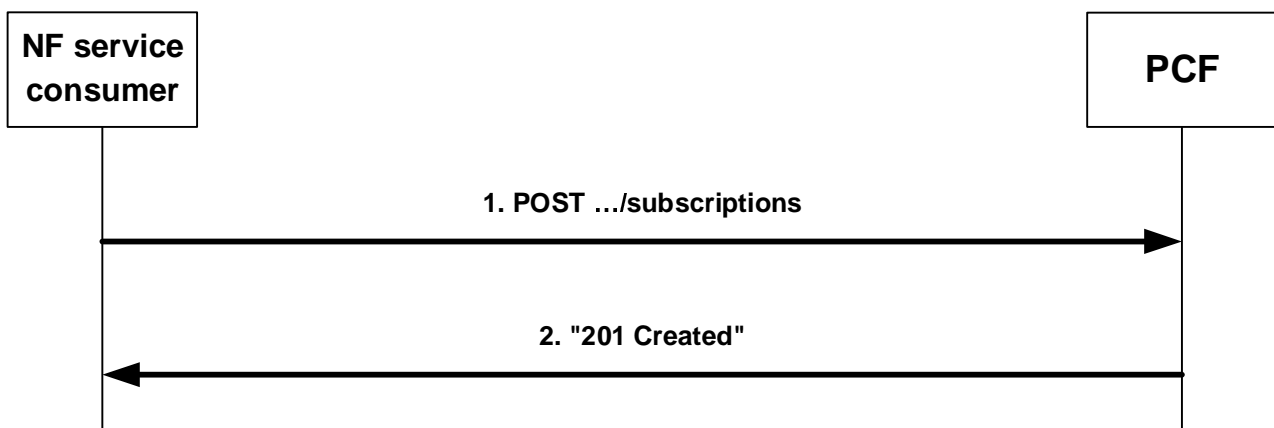 NF service
consumer
PCF
1. POST …/subscriptions
2. "201 Created"